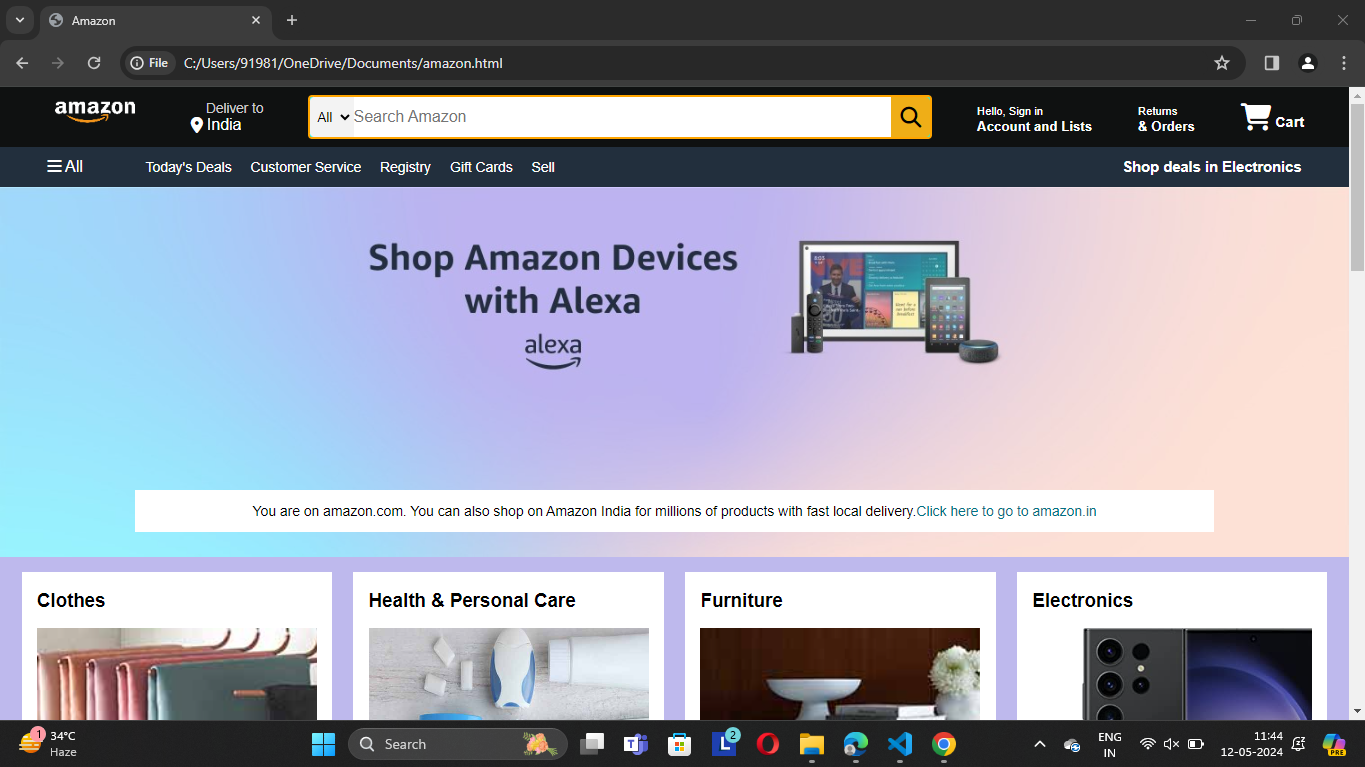 Amazon
File
C:/Users/91981/OneDrive/Documents/amazon.html
amazon
Deliver to
India
All
Search Amazon
Hello, Sign in
Account and Lists
Returns
& Orders
Cart
All
Today's Deals
Customer Service
Registry
Gift Cards
Sell
Shop deals in Electronics
Shop Amazon Devices
with Alexa
alexa
You are on amazon.com. You can also shop on Amazon India for millions of products with fast local delivery.Click here to go to amazon.in
Clothes
Health & Personal Care
Furniture
Electronics
1
34°C
Haze
Search
L
2
ENG
IN
11:44
12-05-2024
PRE